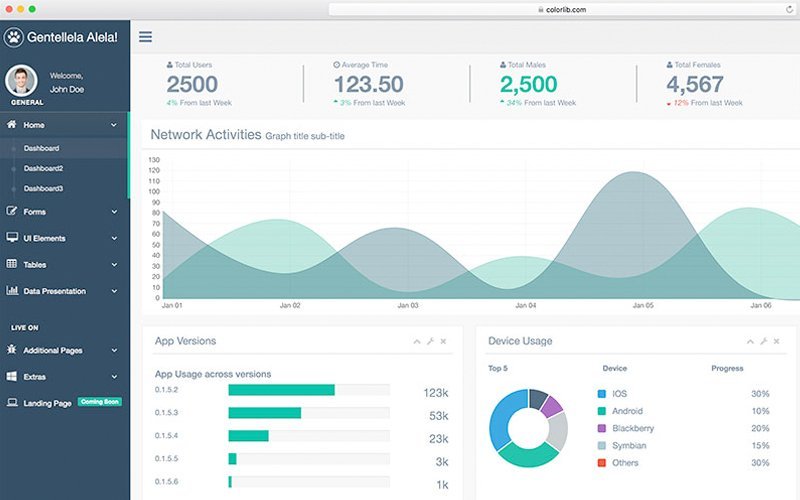 colorlib.com
Gentellela Alela!
Welcome,
John Doe
GENERAL
Home
Dashboard
Dashboard2
Dashboard3
Forms
UI Elements
Tables
Data Presentation
LIVE ON
Additional Pages
Extras
Landing Page Coming Soon
Total Users
2500
4% From last Week
Average Time
123.50
3% From last Week
Total Males
2,500
34% From last Week
Total Females
4,567
12% From last Week
Network Activities Graph title sub-title
130
120
110
100
90
80
70
60
50
40
30
20
10
0
Jan 01 Jan 02 Jan 03 Jan 04 Jan 05 Jan 06
App Versions
App Usage across versions
0.1.5.2 123k
0.1.5.3 53k
0.1.5.4 23k
0.1.5.5 3k
0.1.5.6 1k
Device Usage
Top 5 Device Progress
IOS 30%
Android 10%
Blackberry 20%
Symbian 15%
Others 30%